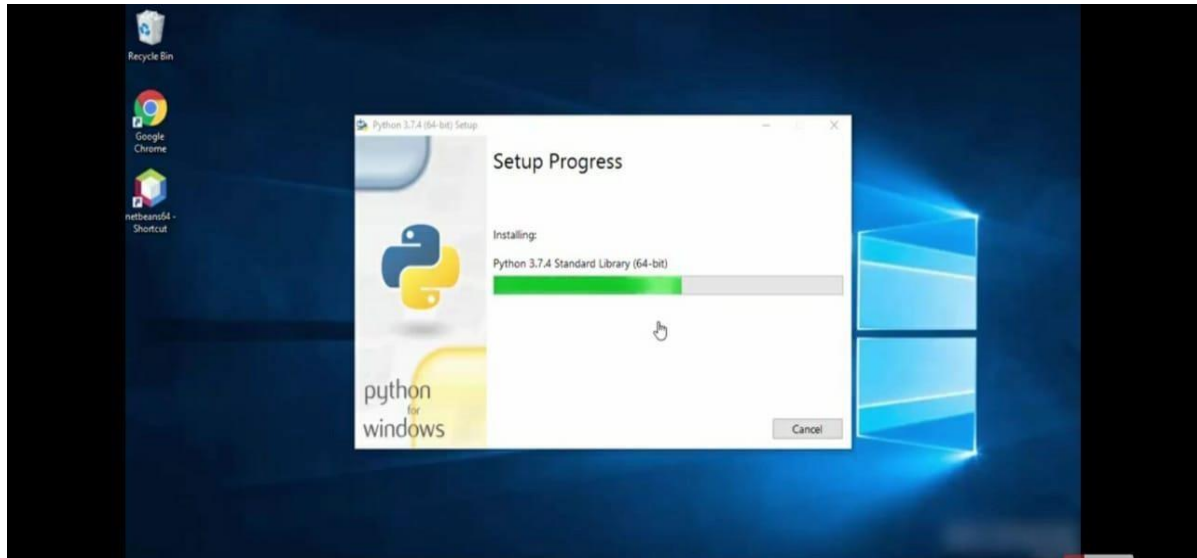 Recycle Bin
Google
Chrome
netbeans64 -
Shortcut
Python 3.7.4 (64-bit) Setup
Setup Progress
Installing:
Python 3.7.4 Standard Library (64-bit)
python
for
windows
Cancel